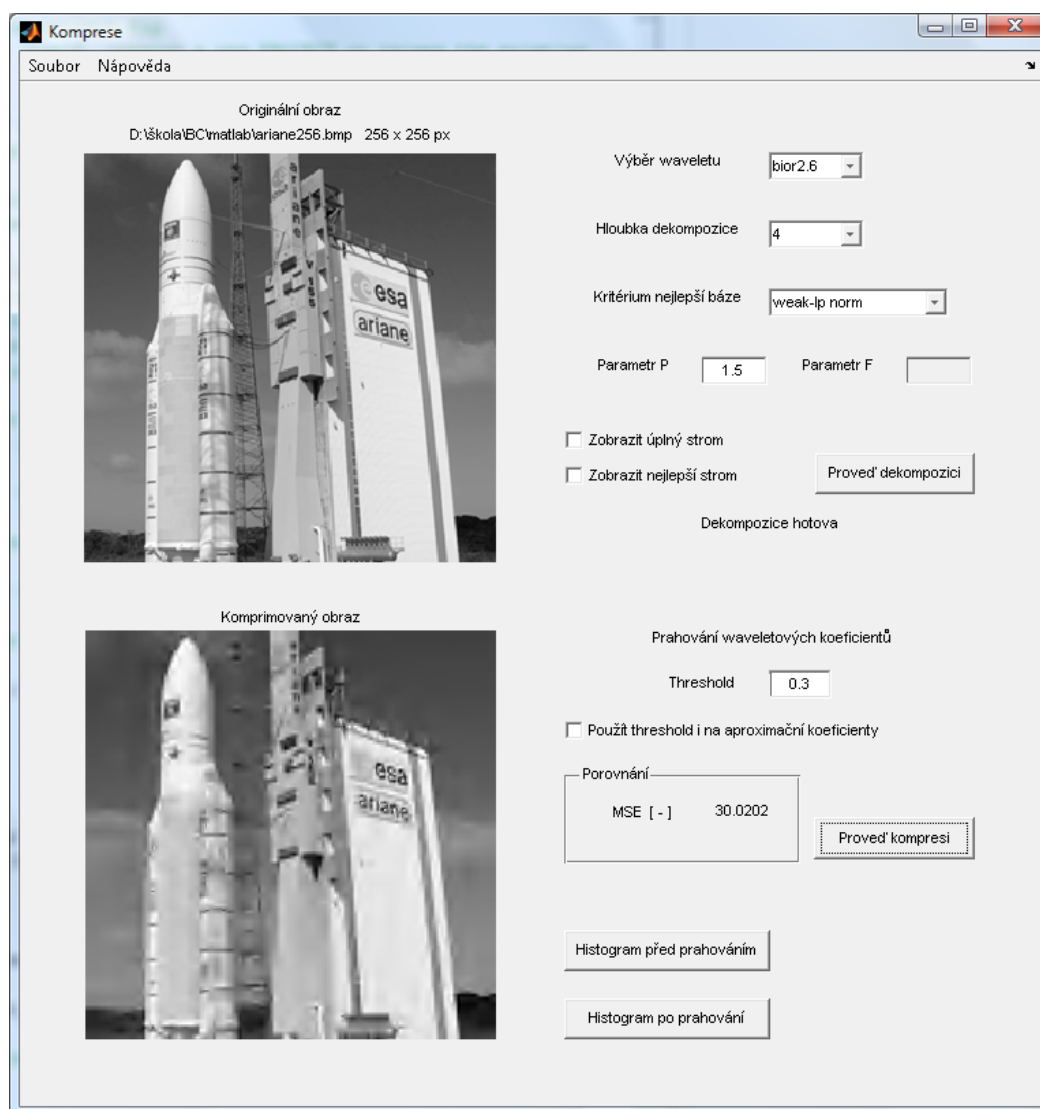 Komprese
Soubor Nápověda
Originální obraz
D:\škola\BC\matlab\ariane256.bmp 256 x 256 px
ariane
esa
ariane
Výběr waveletu bior2.6
Hloubka dekompozice 4
Kritérium nejlepší báze weak-lp norm
Parametr P 1.5 Parametr F
Zobrazit úplný strom
Zobrazit nejlepší strom
Proveď dekompozici
Dekompozice hotova
Komprimovaný obraz
esa
ariane
Prahování waveletových koeficientů
Threshold 0.3
Použít threshold i na aproximační koeficienty
Porovnání
MSE [ - ] 30.0202
Proveď kompresi
Histogram před prahováním
Histogram po prahování